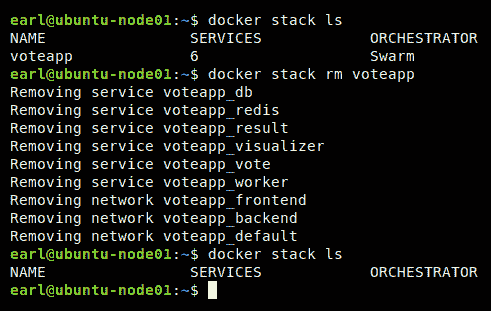 earl@ubuntu-node01:~$ docker stack ls
NAME                SERVICES            ORCHESTRATOR
voteapp             6                   Swarm
earl@ubuntu-node01:~$ docker stack rm voteapp
Removing service voteapp_db
Removing service voteapp_redis
Removing service voteapp_result
Removing service voteapp_visualizer
Removing service voteapp_vote
Removing service voteapp_worker
Removing network voteapp_frontend
Removing network voteapp_backend
Removing network voteapp_default
earl@ubuntu-node01:~$ docker stack ls
NAME                SERVICES            ORCHESTRATOR
earl@ubuntu-node01:~$